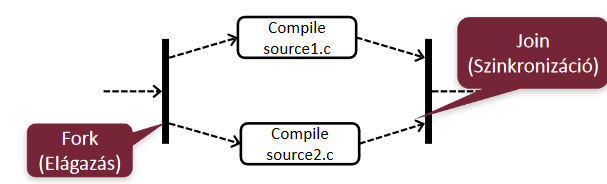 Compile
source1.c
Join
(Szinkronizáció)
Fork
(Elágazás)
Compile
source2.c